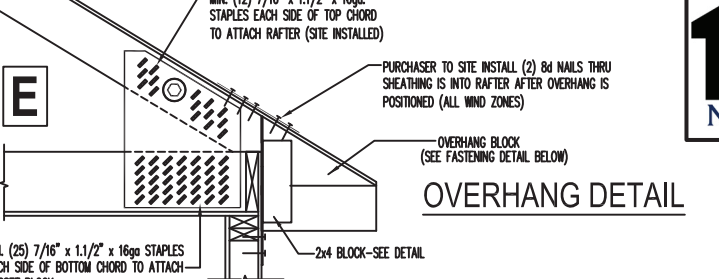 MIN. (12) 7/16" x 1.1/2" x 16ga.
STAPLES EACH SIDE OF TOP CHORD
TO ATTACH RAFTER (SITE INSTALLED)
PURCHASER TO SITE INSTALL (2) 8d NAILS THRU
SHEATHING IS INTO RAFTER AFTER OVERHANG IS
POSITIONED (ALL WIND ZONES)
E
OVERHANG BLOCK
(SEE FASTENING DETAIL BELOW)
OVERHANG DETAIL
(25) 7/16" x 1.1/2" x 16ga STAPLES
SIDE OF BOTTOM CHORD TO ATTACH
2x4 BLOCK-SEE DETAIL
N